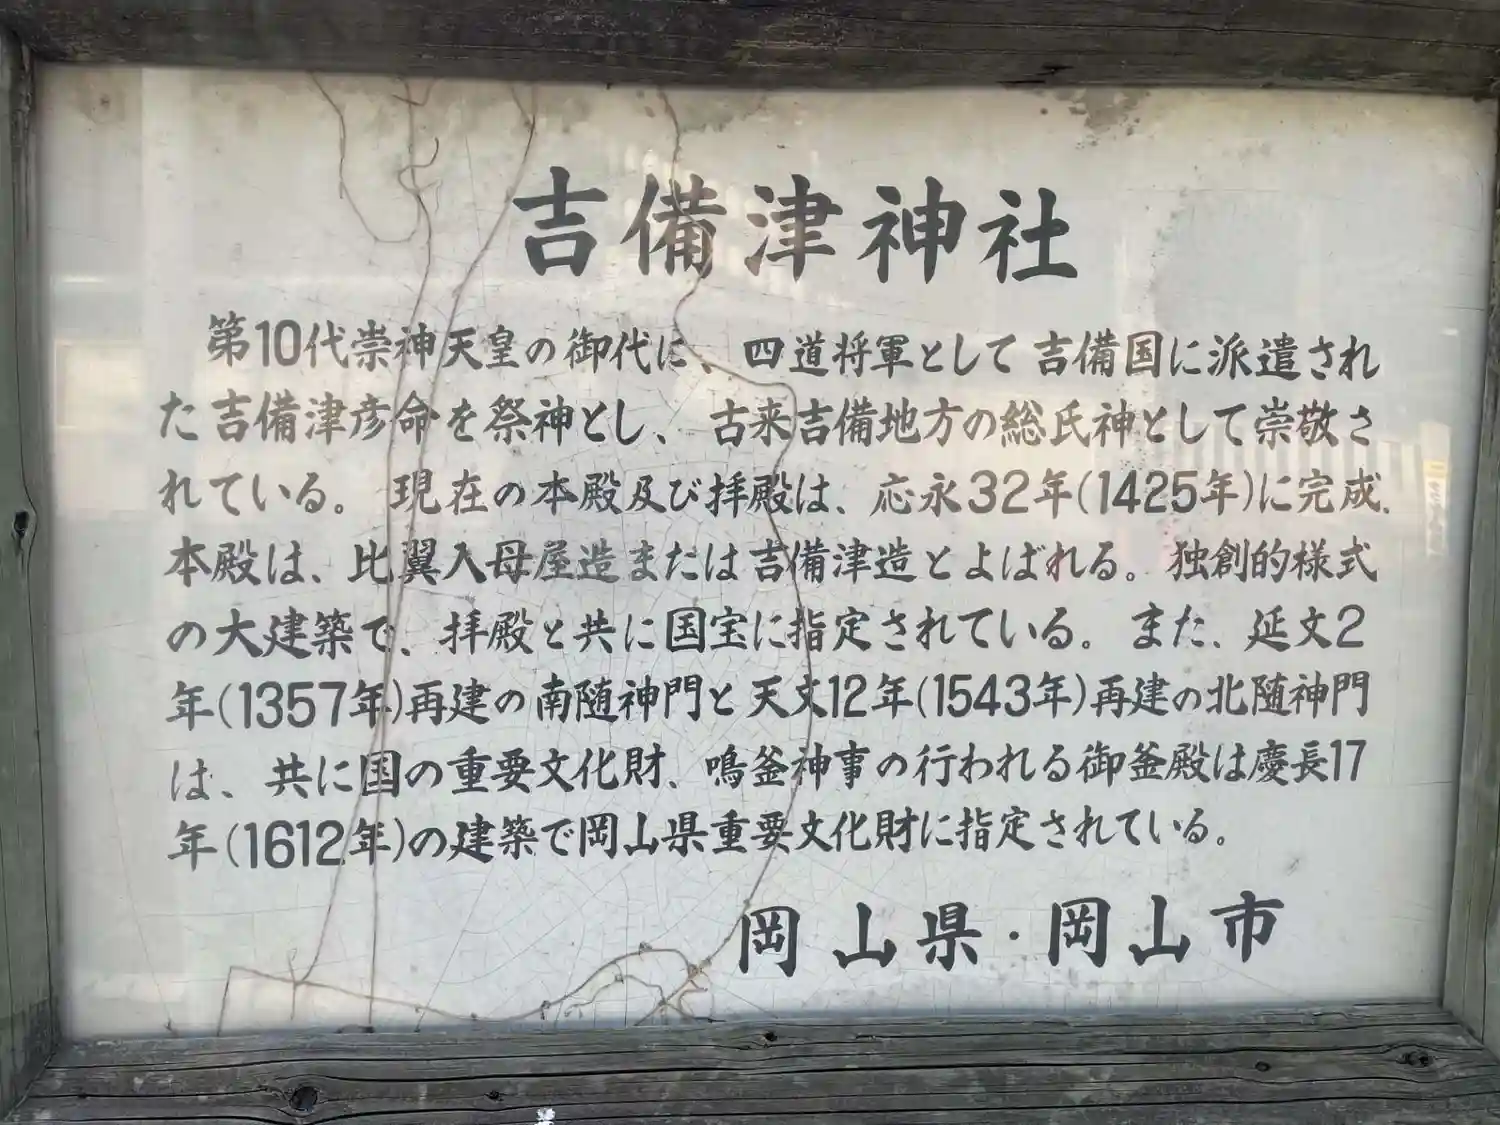 吉備津神社
第10代崇神天皇の御代に、四道将軍として吉備国に派遣され
た吉備津彦命を祭神とし、古来吉備地方の総氏神として崇敬さ
れている。現在の本殿及び拝殿は、応永32年(1425年)に完成、
本殿は、比翼入母屋造または吉備津造とよばれる。独創的様式
の大建築で、拝殿と共に国宝に指定されている。また、延文2
年(1357年)再建の南随神門と天文12年(1543年)再建の北随神門
は、共に国の重要文化財、鳴釜神事の行われる御釜殿は慶長17
年(1612年)の建築で岡山県重要文化財に指定されている。
岡山県・岡山市